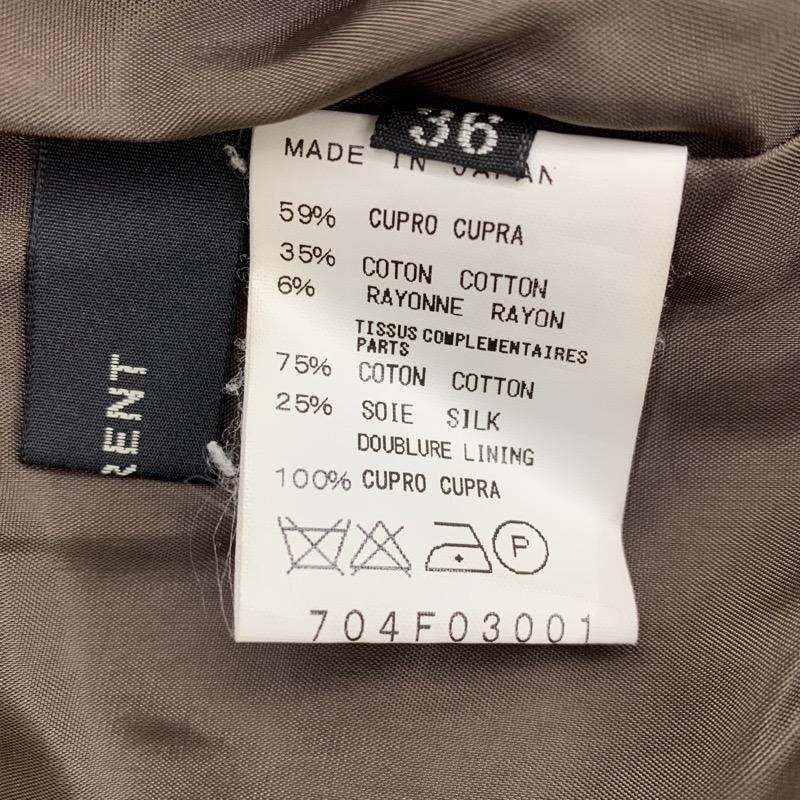 36
MADE IN JAPAN
59% CUPRO CUPRA
35% COTON COTTON
6% RAYONNE RAYON
TISSUS COMPLEMENTAIRES
PARTS
75% COTON COTTON
25% SOIE SILK
DOUBLURE LINING
100% CUPRO CUPRA
P
704F03001
RENT